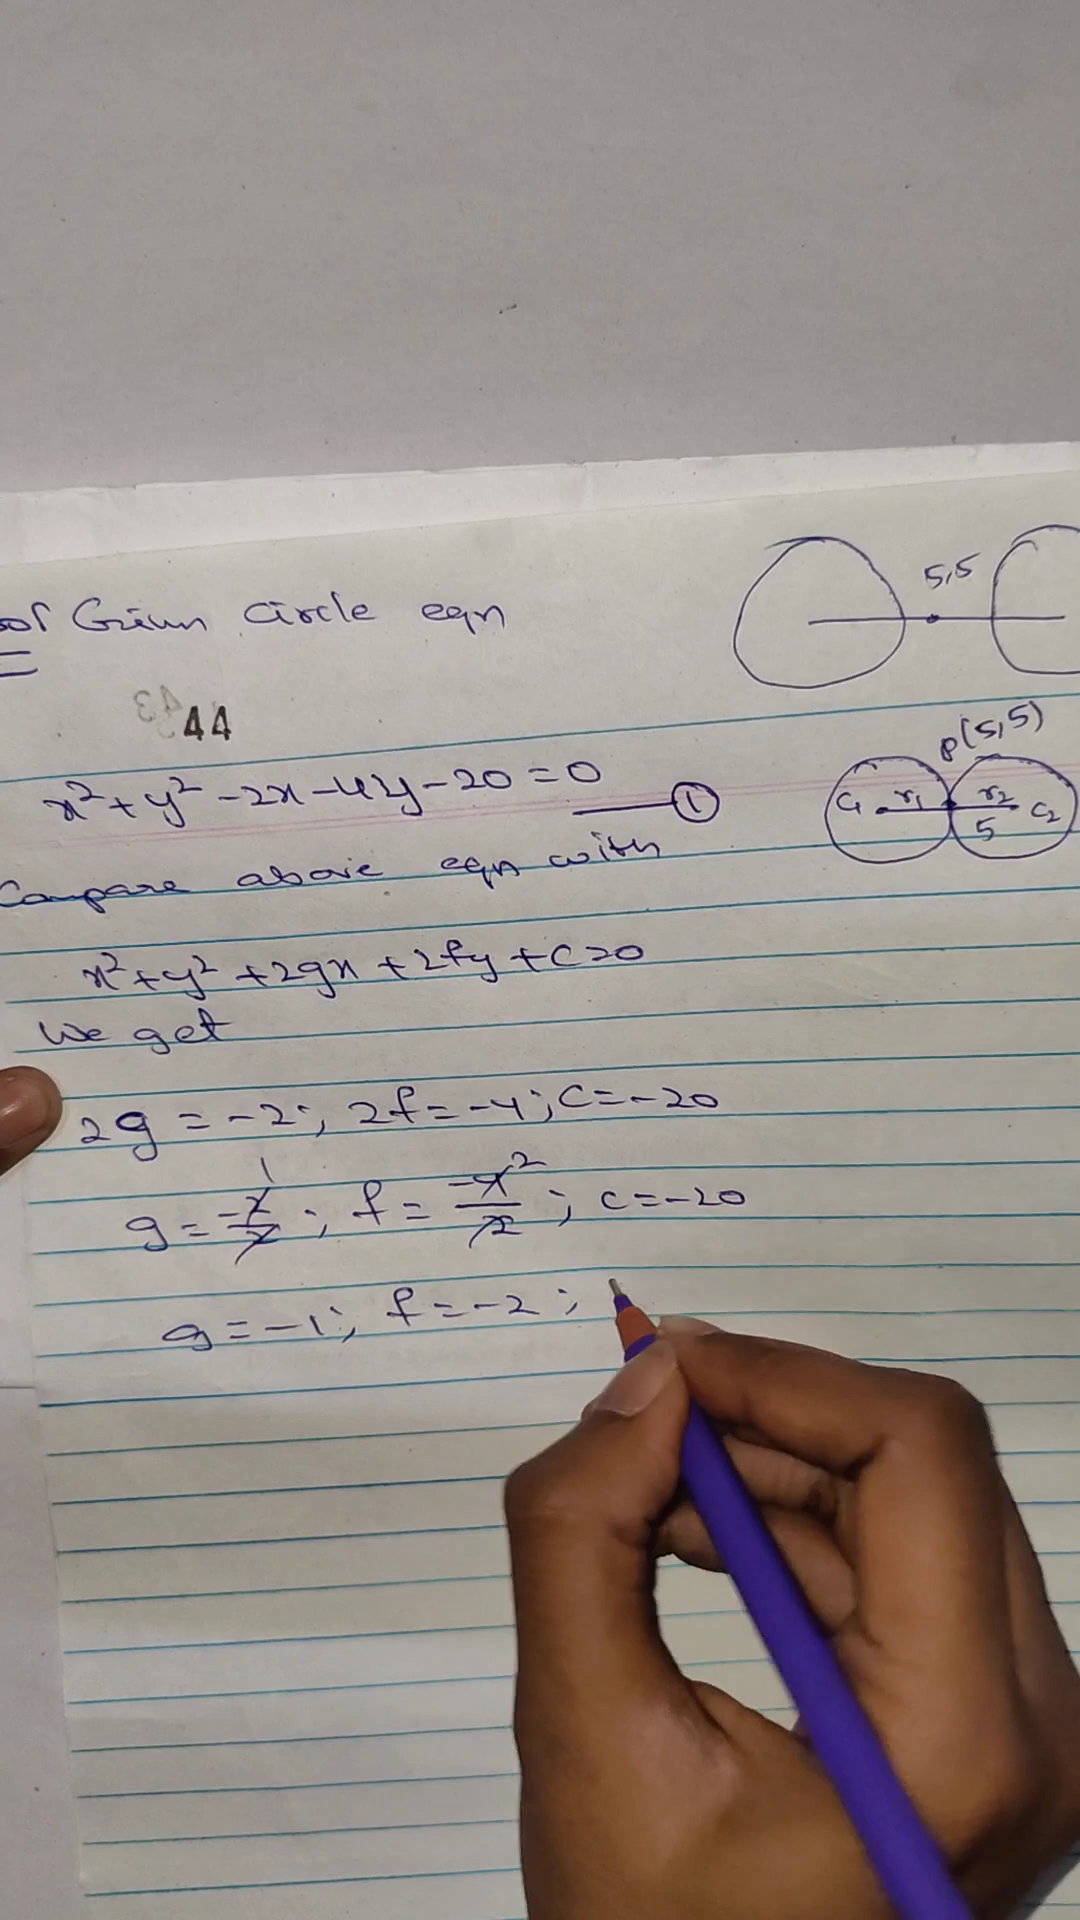 Given circle eqn
5,5
44
x² + y² - 2x - 4y - 20 = 0 ①
P(5,5)
C₁ r₁ r₂ C₂
5
Compare above eqn with
x² + y² + 2gx + 2fy + c = 0
We get
2g = -2; 2f = -4; c = -20
g = -2/2; f = -4/2; c = -20
1 2
g = -1; f = -2;